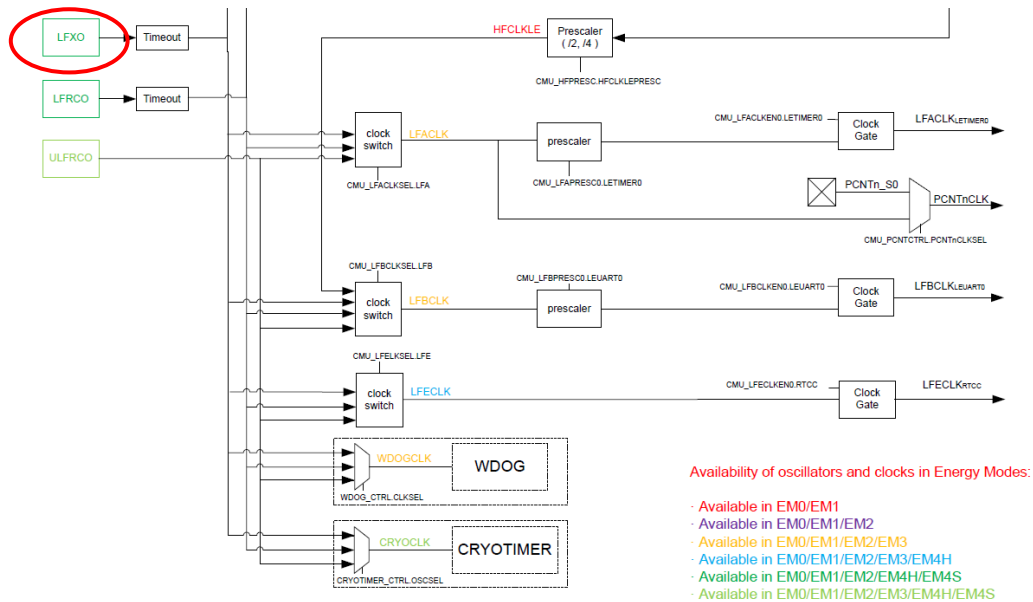 HFCLKLE
Prescaler
( /2, /4 )
LFXO
Timeout
CMU_HFPRESC.HFCLKLEPRESC
LFRCO
Timeout
CMU_LFACLKEN0.LETIMER0
Clock
Gate
LFACLKLETIMER0
clock
switch
LFACLK
prescaler
ULFRCO
CMU_LFACLKSEL.LFA
CMU_LFAPRESC0.LETIMER0
PCNTn_S0
PCNTnCLK
CMU_PCNTCTRL.PCNTnCLKSEL
CMU_LFBCLKSEL.LFB
CMU_LFBPRESC0.LEUART0
CMU_LFBCLKEN0.LEUART0
Clock
Gate
LFBCLKLEUART0
clock
switch
LFBCLK
prescaler
CMU_LFELKSEL.LFE
CMU_LFECLKEN0.RTCC
Clock
Gate
LFECLKRTCC
clock
switch
LFECLK
WDOGCLK
WDOG
WDOG_CTRL.CLKSEL
CRYOCLK
CRYOTIMER
CRYOTIMER_CTRL.OSCSEL
Availability of oscillators and clocks in Energy Modes:
· Available in EM0/EM1
· Available in EM0/EM1/EM2
· Available in EM0/EM1/EM2/EM3
· Available in EM0/EM1/EM2/EM3/EM4H
· Available in EM0/EM1/EM2/EM4H/EM4S
· Available in EM0/EM1/EM2/EM3/EM4H/EM4S